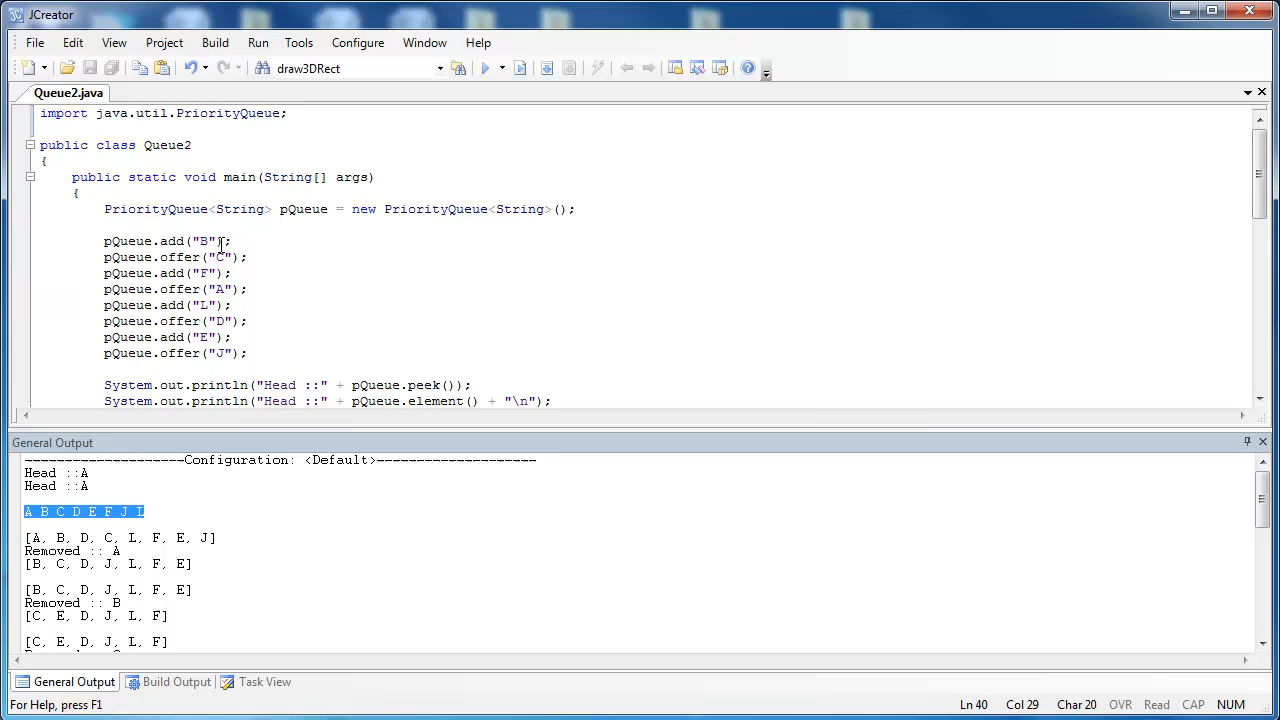 JCreator
File Edit View Project Build Run Tools Configure Window Help
draw3DRect
Queue2.java
import java.util.PriorityQueue;
public class Queue2
{
public static void main(String[] args)
{
PriorityQueue<String> pQueue = new PriorityQueue<String>();
pQueue.add("B");
pQueue.offer("C");
pQueue.add("F");
pQueue.offer("A");
pQueue.add("L");
pQueue.offer("D");
pQueue.add("E");
pQueue.offer("J");
System.out.println("Head ::" + pQueue.peek());
System.out.println("Head ::" + pQueue.element() + "\n");
General Output
--------------------Configuration: <Default>--------------------
Head ::A
Head ::A
A B C D E F J L
[A, B, D, C, L, F, E, J]
Removed :: A
[B, C, D, J, L, F, E]
[B, C, D, J, L, F, E]
Removed :: B
[C, E, D, J, L, F]
[C, E, D, J, L, F]
General Output Build Output Task View
For Help, press F1 Ln 40 Col 29 Char 20 OVR Read CAP NUM